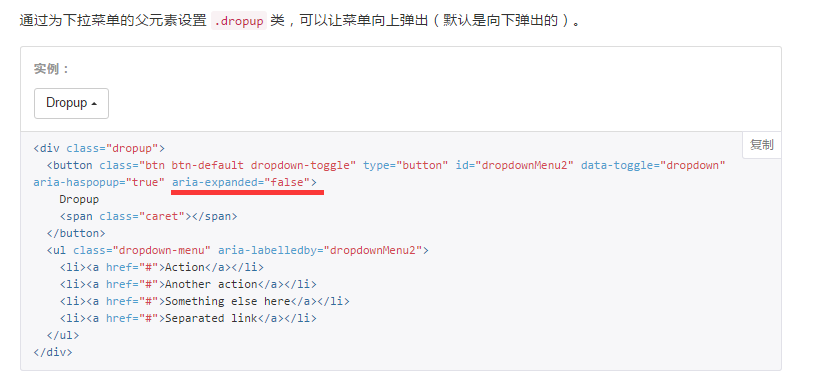 通过为下拉菜单的父元素设置 .dropup 类，可以让菜单向上弹出（默认是向下弹出的）。
实例：
Dropup
复制
<div class="dropup">
  <button class="btn btn-default dropdown-toggle" type="button" id="dropdownMenu2" data-toggle="dropdown"
aria-haspopup="true" aria-expanded="false">
    Dropup
    <span class="caret"></span>
  </button>
  <ul class="dropdown-menu" aria-labelledby="dropdownMenu2">
    <li><a href="#">Action</a></li>
    <li><a href="#">Another action</a></li>
    <li><a href="#">Something else here</a></li>
    <li><a href="#">Separated link</a></li>
  </ul>
</div>